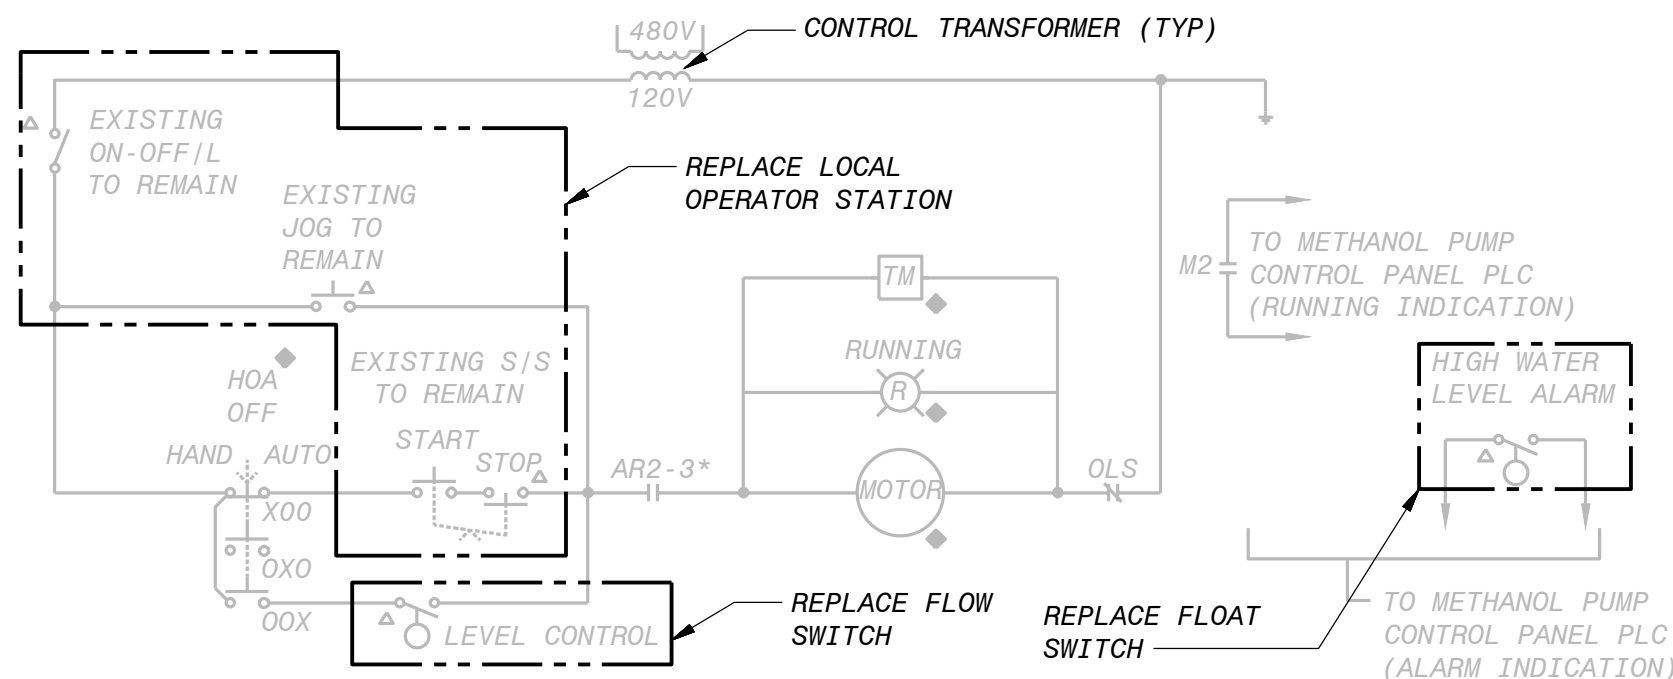 480V
CONTROL TRANSFORMER (TYP)
120V
EXISTING
ON-OFF/L
TO REMAIN
REPLACE LOCAL
OPERATOR STATION
EXISTING
JOG TO
REMAIN
TM
M2
TO METHANOL PUMP
CONTROL PANEL PLC
(RUNNING INDICATION)
RUNNING
R
EXISTING S/S
TO REMAIN
HOA
OFF
HIGH WATER
LEVEL ALARM
HAND
AUTO
START
STOP
AR2-3*
MOTOR
OLS
XOO
OXO
OOX
LEVEL CONTROL
REPLACE FLOW
SWITCH
REPLACE FLOAT
SWITCH
TO METHANOL PUMP
CONTROL PANEL PLC
(ALARM INDICATION)